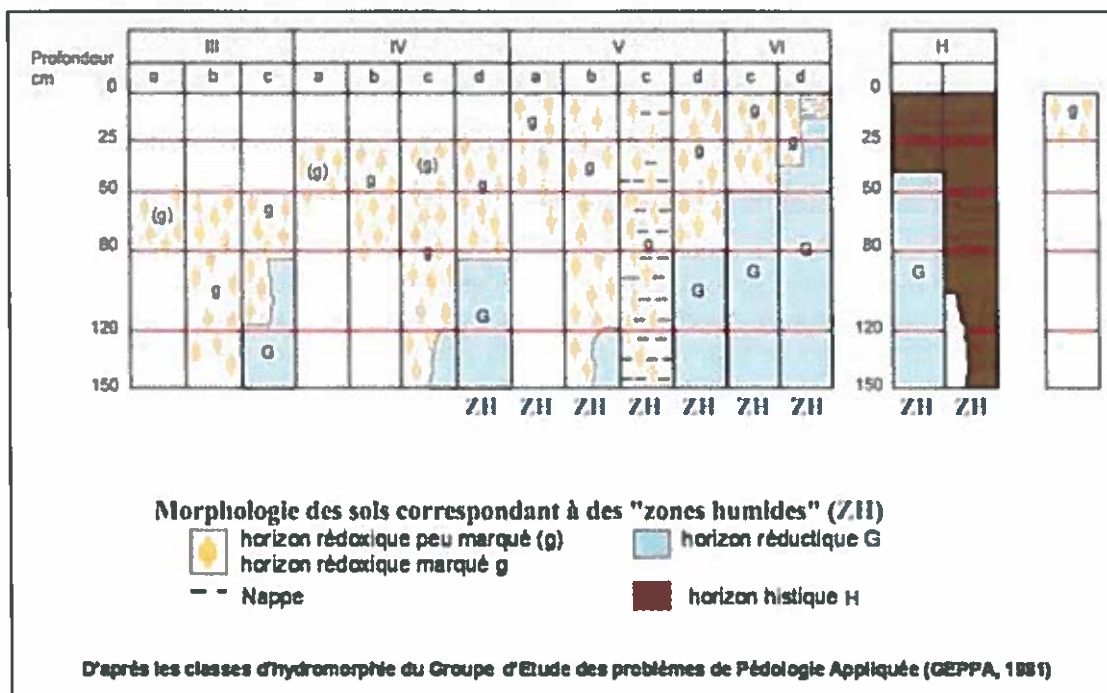 III IV V VI H
Profondeur
cm
a b c a b c d a b c d c d
0 0
g g g
25 25
(g) g (g) g g g g
50 50
(g) g
80 80
g g g G G G G G
120 120
G G
150 150
ZH ZH ZH ZH ZH ZH ZH ZH ZH
Morphologie des sols correspondant à des "zones humides" (ZH)
horizon rédoxique peu marqué (g) horizon réductique G
horizon rédoxique marqué g
Nappe horizon histique H
D'après les classes d'hydromorphie du Groupe d'Etude des problèmes de Pédologie Appliquée (GEPPA, 1981)